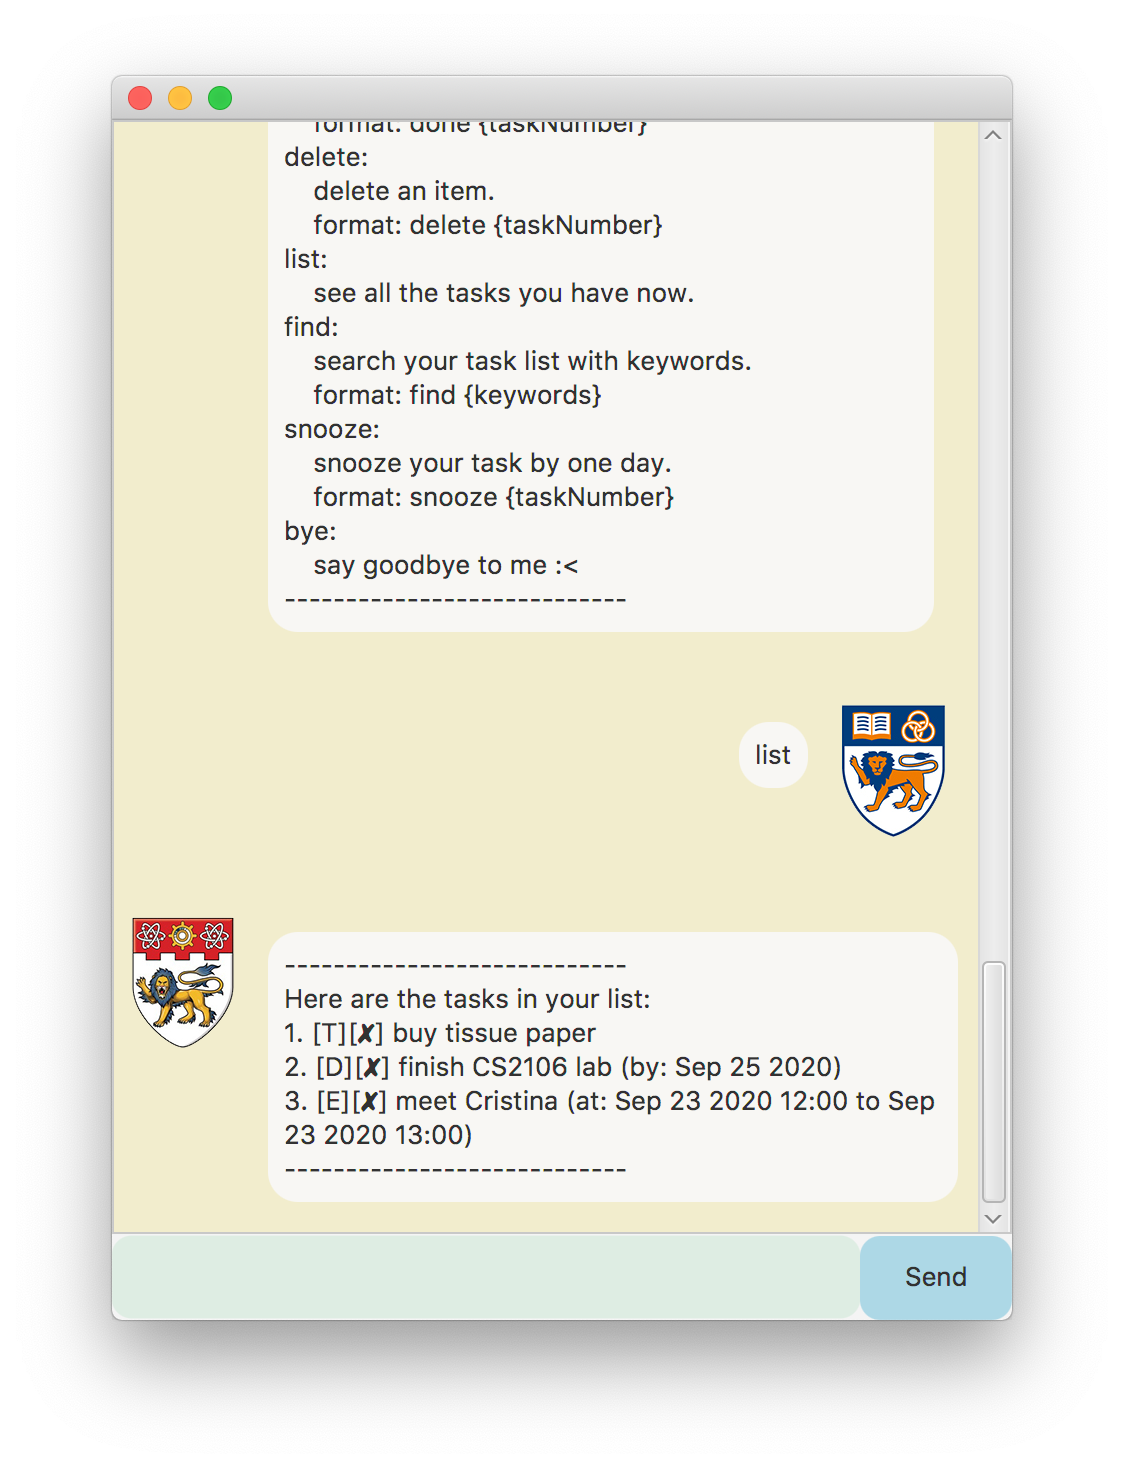 format: done {taskNumber}
delete:
delete an item.
format: delete {taskNumber}
list:
see all the tasks you have now.
find:
search your task list with keywords.
format: find {keywords}
snooze:
snooze your task by one day.
format: snooze {taskNumber}
bye:
say goodbye to me :<
----------------------------
list
----------------------------
Here are the tasks in your list:
1. [T][✘] buy tissue paper
2. [D][✘] finish CS2106 lab (by: Sep 25 2020)
3. [E][✘] meet Cristina (at: Sep 23 2020 12:00 to Sep
23 2020 13:00)
----------------------------
Send